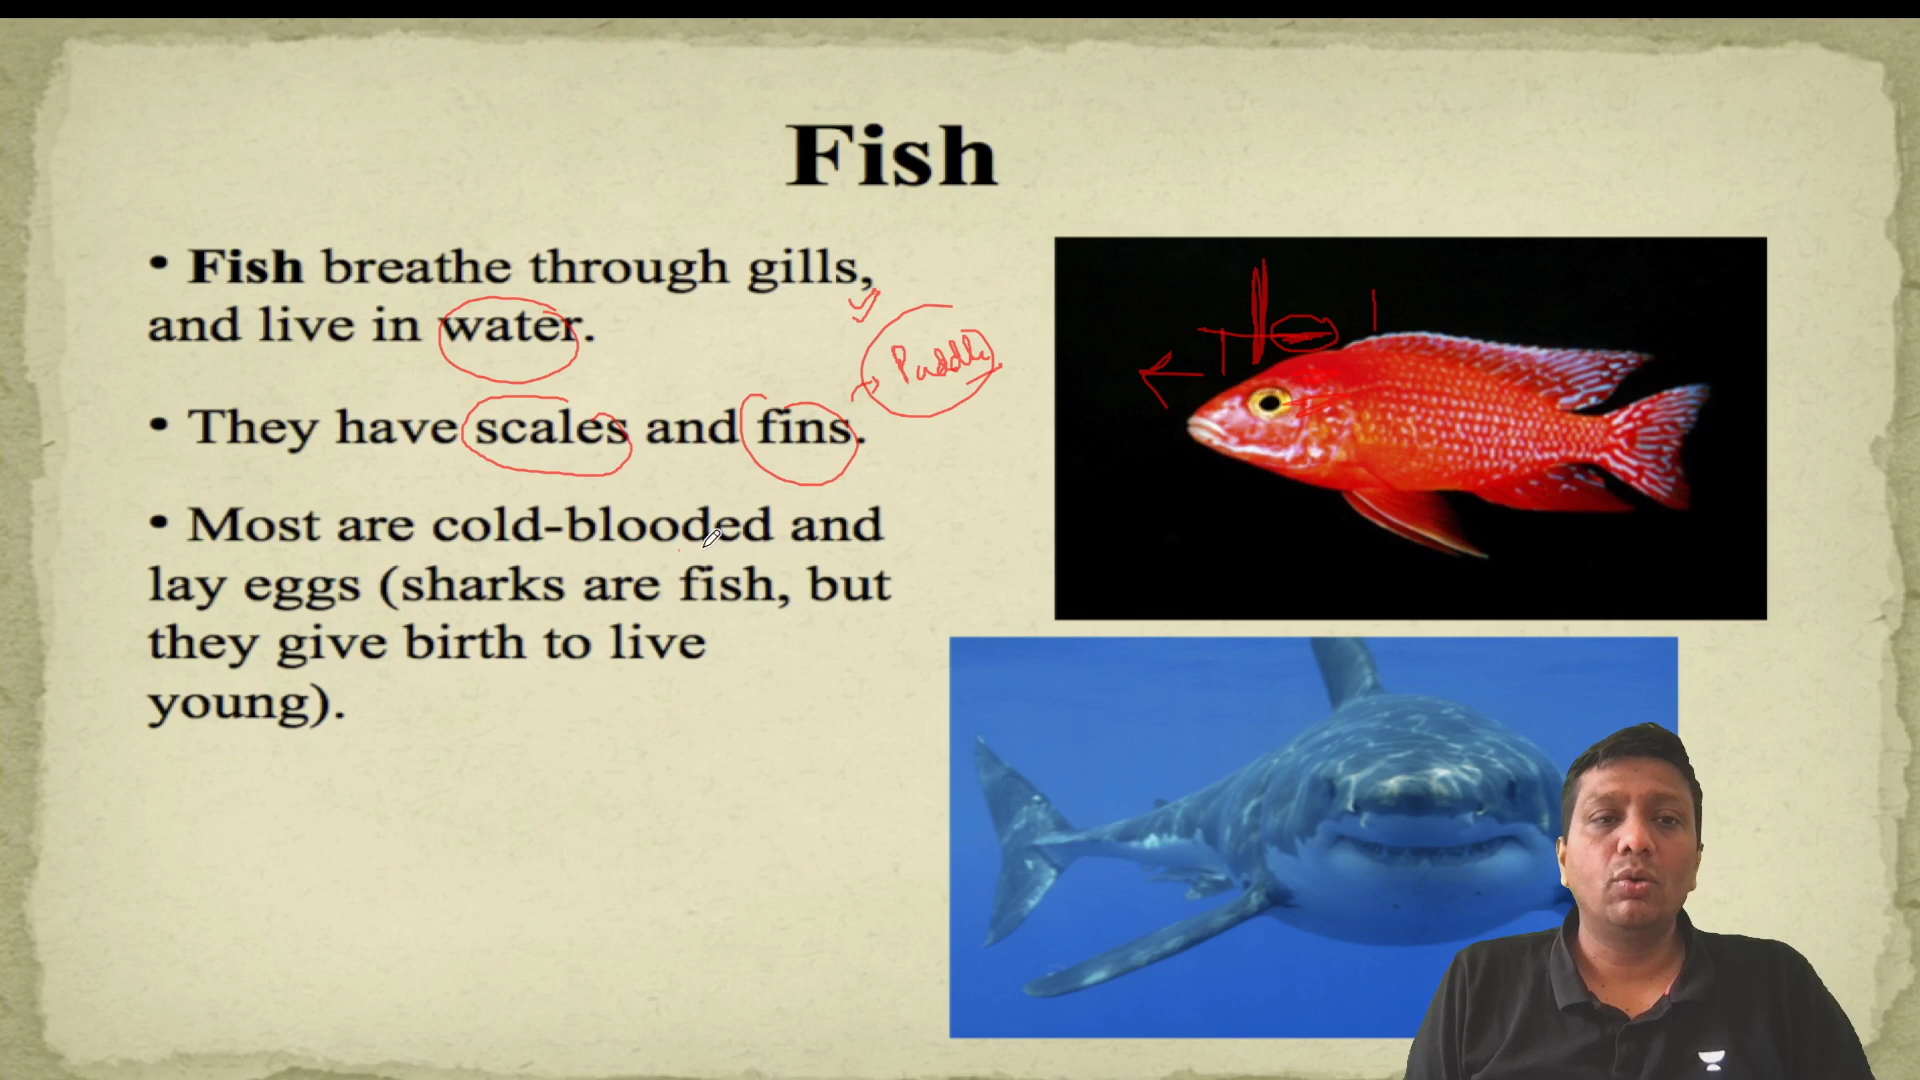 Fish
• Fish breathe through gills,
and live in water.
Paddle
• They have scales and fins.
• Most are cold-blooded and
lay eggs (sharks are fish, but
they give birth to live
young).